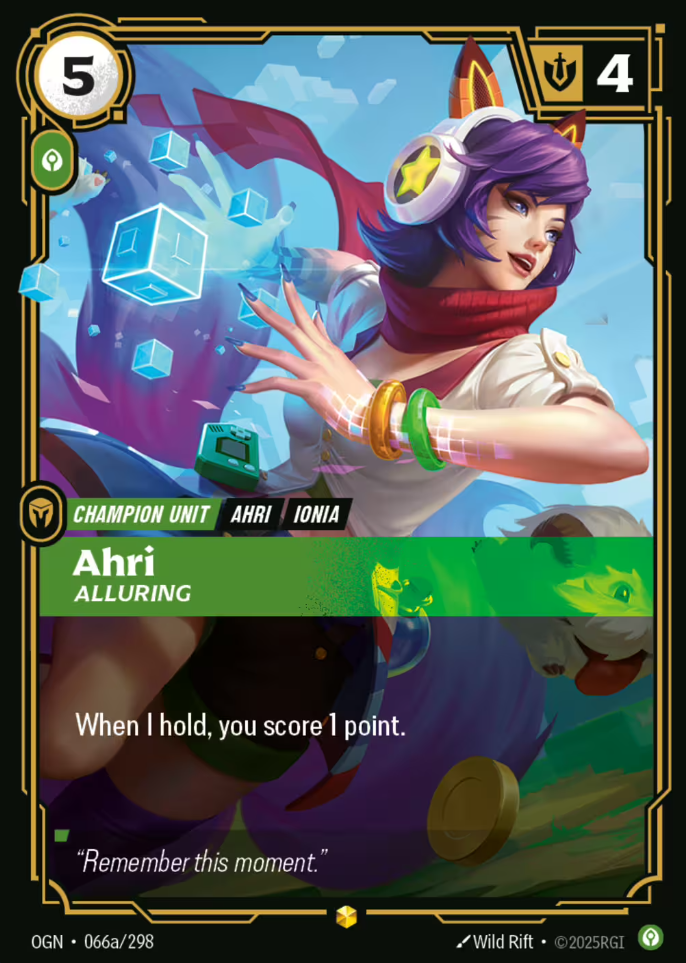 5
4
CHAMPION UNIT AHRI IONIA
Ahri
ALLURING
When I hold, you score 1 point.
“Remember this moment.”
OGN • 066a/298 Wild Rift • ©2025RGI